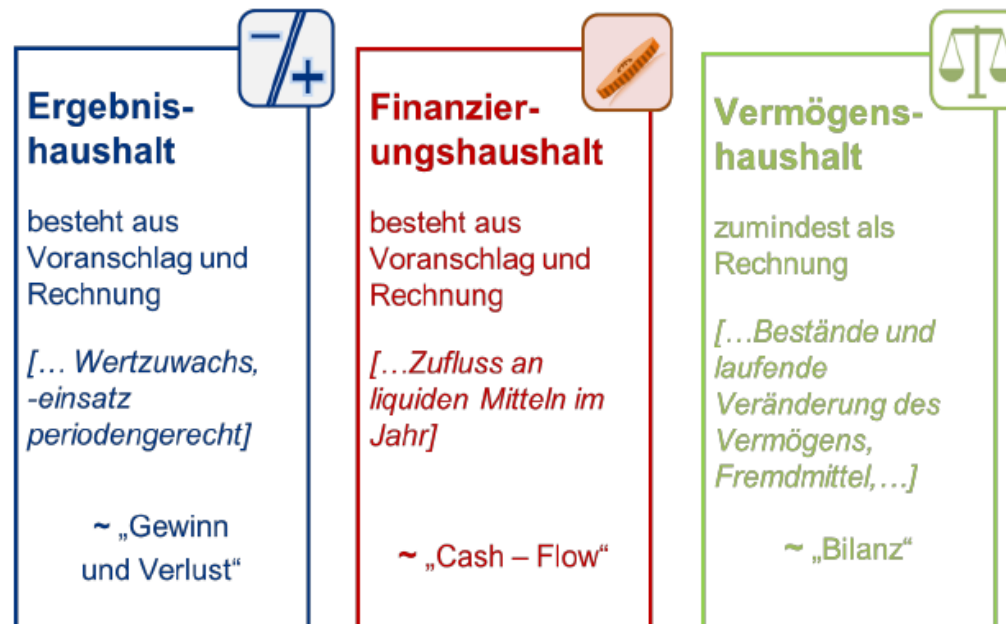 Ergebnis-
haushalt
besteht aus
Voranschlag und
Rechnung
[… Wertzuwachs,
-einsatz
periodengerecht]
~ „Gewinn
und Verlust“
Finanzier-
ungshaushalt
besteht aus
Voranschlag und
Rechnung
[…Zufluss an
liquiden Mitteln im
Jahr]
~ „Cash – Flow“
Vermögens-
haushalt
zumindest als
Rechnung
[…Bestände und
laufende
Veränderung des
Vermögens,
Fremdmittel,…]
~ „Bilanz“